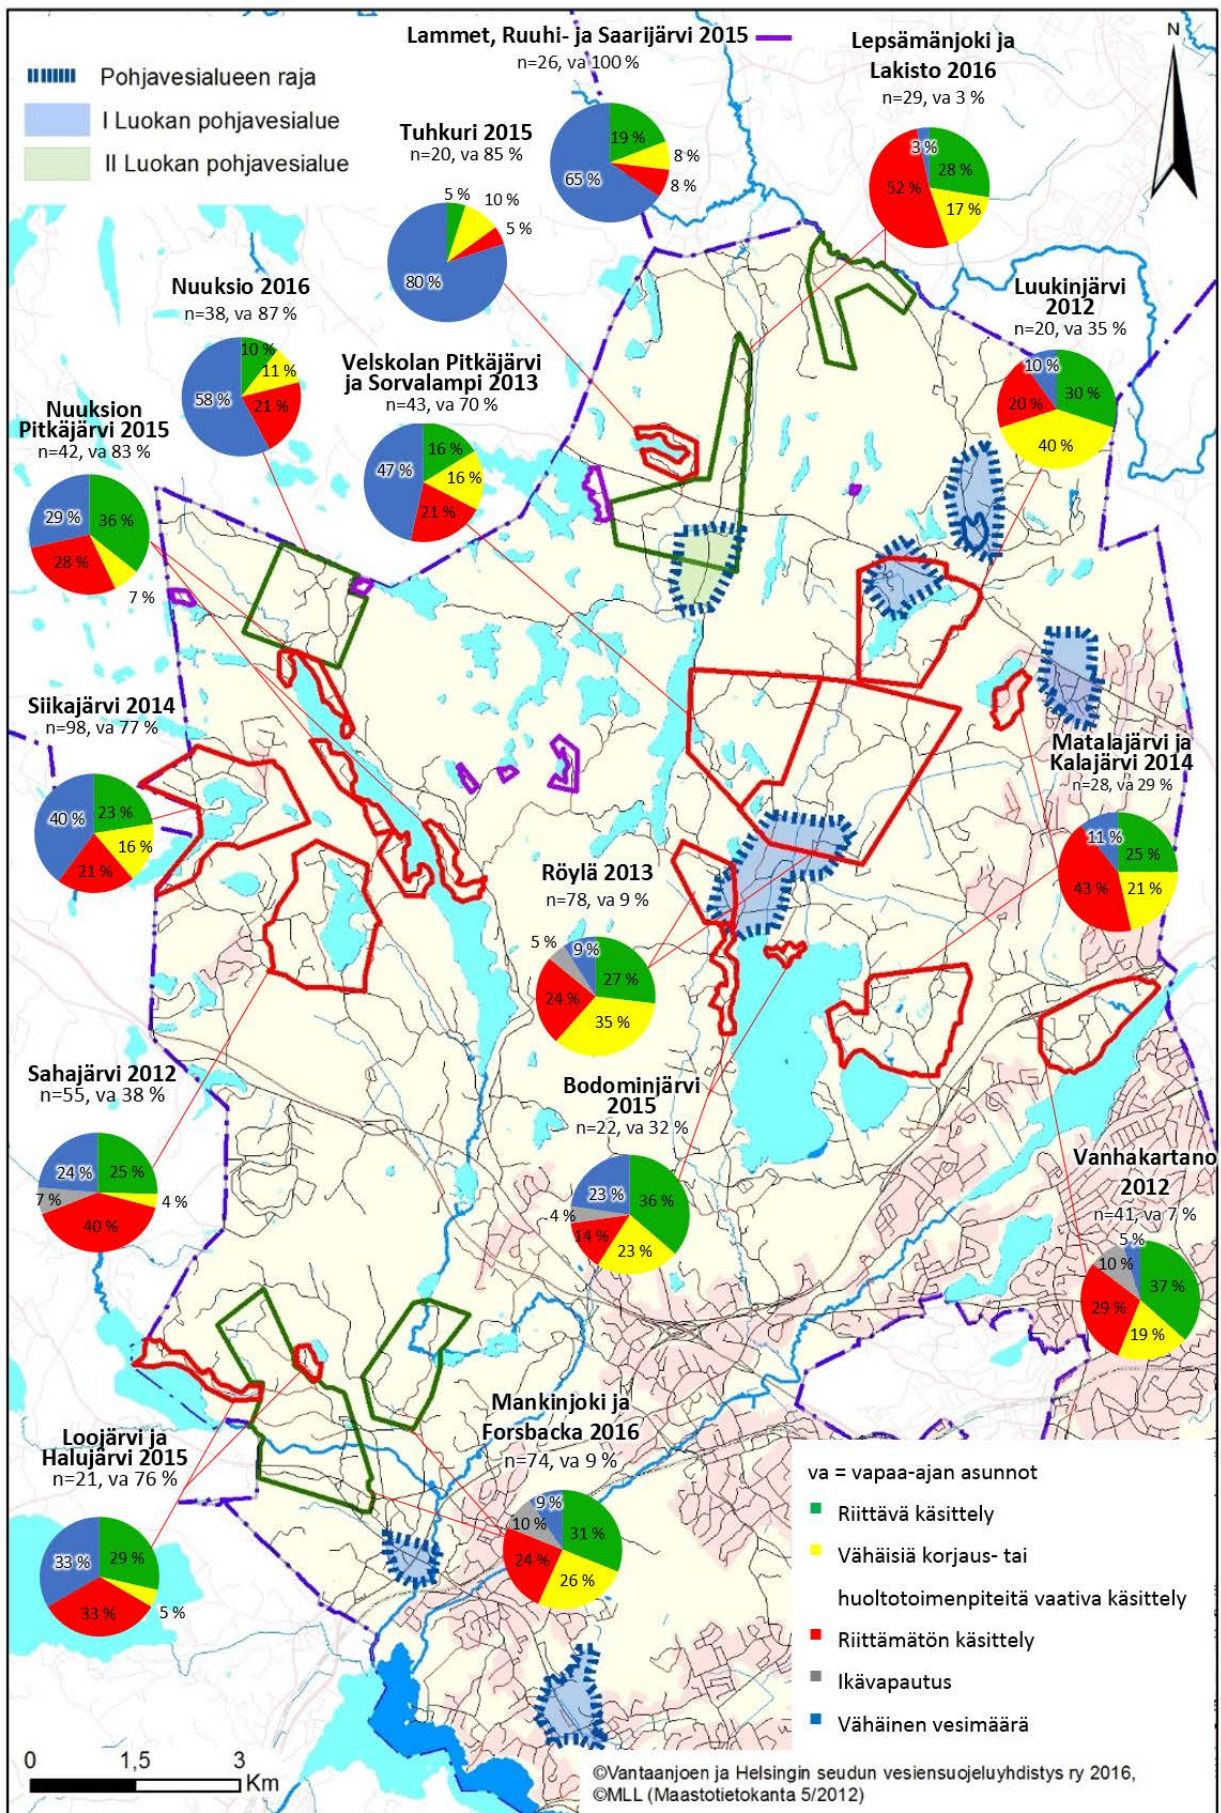 Pohjavesialueen raja
I Luokan pohjavesialue
II Luokan pohjavesialue
Lammet, Ruuhi- ja Saarijärvi 2015
n=26, va 100 %
19 %
8 %
8 %
65 %
Lepsämänjoki ja
Lakisto 2016
n=29, va 3 %
3 %
28 %
52 %
17 %
N
Tuhkuri 2015
n=20, va 85 %
5 %
10 %
5 %
80 %
Nuuksio 2016
n=38, va 87 %
10 %
11 %
58 %
21 %
Velskolan Pitkäjärvi
ja Sorvalampi 2013
n=43, va 70 %
16 %
47 %
16 %
21 %
Luukinjärvi
2012
n=20, va 35 %
10 %
30 %
20 %
40 %
Nuuksion
Pitkäjärvi 2015
n=42, va 83 %
29 %
36 %
28 %
7 %
Siikajärvi 2014
n=98, va 77 %
40 %
23 %
16 %
21 %
Matalajärvi ja
Kalajärvi 2014
n=28, va 29 %
11 %
25 %
43 %
21 %
Röylä 2013
n=78, va 9 %
5 %
9 %
27 %
24 %
35 %
Sahajärvi 2012
n=55, va 38 %
24 %
25 %
7 %
4 %
40 %
Bodominjärvi
2015
n=22, va 32 %
23 %
36 %
4 %
14 %
23 %
Vanhakartano
2012
n=41, va 7 %
5 %
10 %
37 %
29 %
19 %
Loojärvi ja
Halujärvi 2015
n=21, va 76 %
33 %
29 %
33 %
5 %
Mankinjoki ja
Forsbacka 2016
n=74, va 9 %
9 %
10 %
31 %
24 %
26 %
va = vapaa-ajan asunnot
Riittävä käsittely
Vähäisiä korjaus- tai
huoltotoimenpiteitä vaativa käsittely
Riittämätön käsittely
Ikävapautus
Vähäinen vesimäärä
0 1,5 3
Km
©Vantaanjoen ja Helsingin seudun vesiensuojeluyhdistys ry 2016,
©MLL (Maastotietokanta 5/2012)